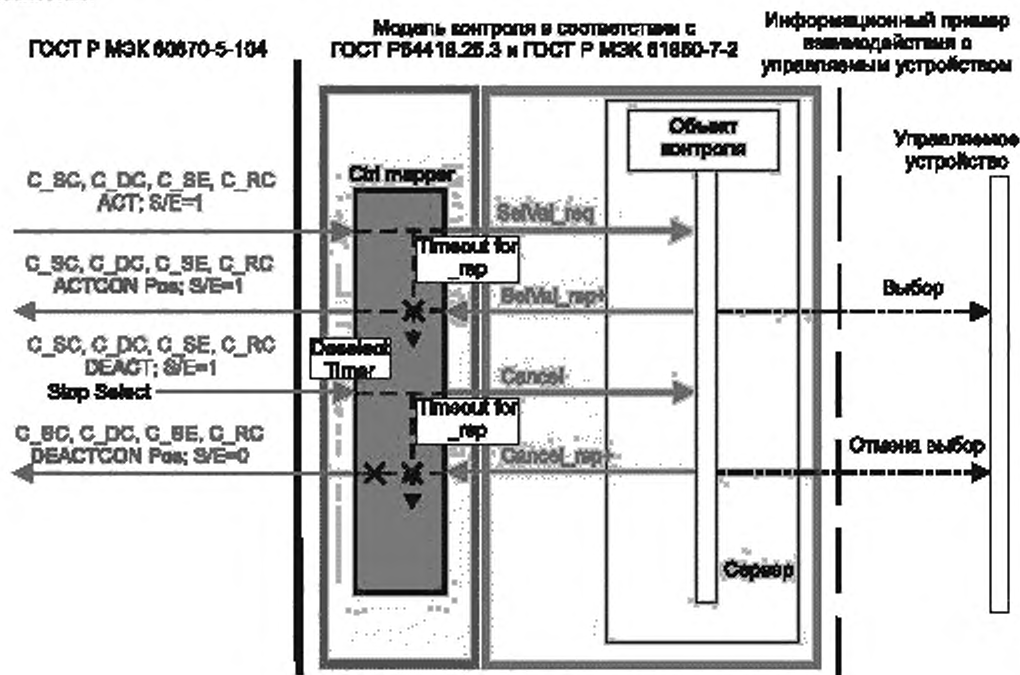 ГОСТ Р МЭК 60870-5-104
Модель контроля в соответствии с
ГОСТ Р54418.25.3 и ГОСТ Р МЭК 61850-7-2
Информационный пример
взаимодействия с
управляемым устройством
Объект
контроля
Управляемое
устройство
Ctrl mapper
C_SC, C_DC, C_SE, C_RC
ACT; S/E=1
SelVal_req
Timeout for
_rsp
C_SC, C_DC, C_SE, C_RC
ACTCON Pos; S/E=1
SelVal_rsp+
Выбор
C_SC, C_DC, C_SE, C_RC
DEACT; S/E=1
Stop Select
Deselect
Timer
Cancel
Timeout for
_rsp
C_SC, C_DC, C_SE, C_RC
DEACTCON Pos; S/E=0
Cancel_rsp+
Отмена выбор
Сервер